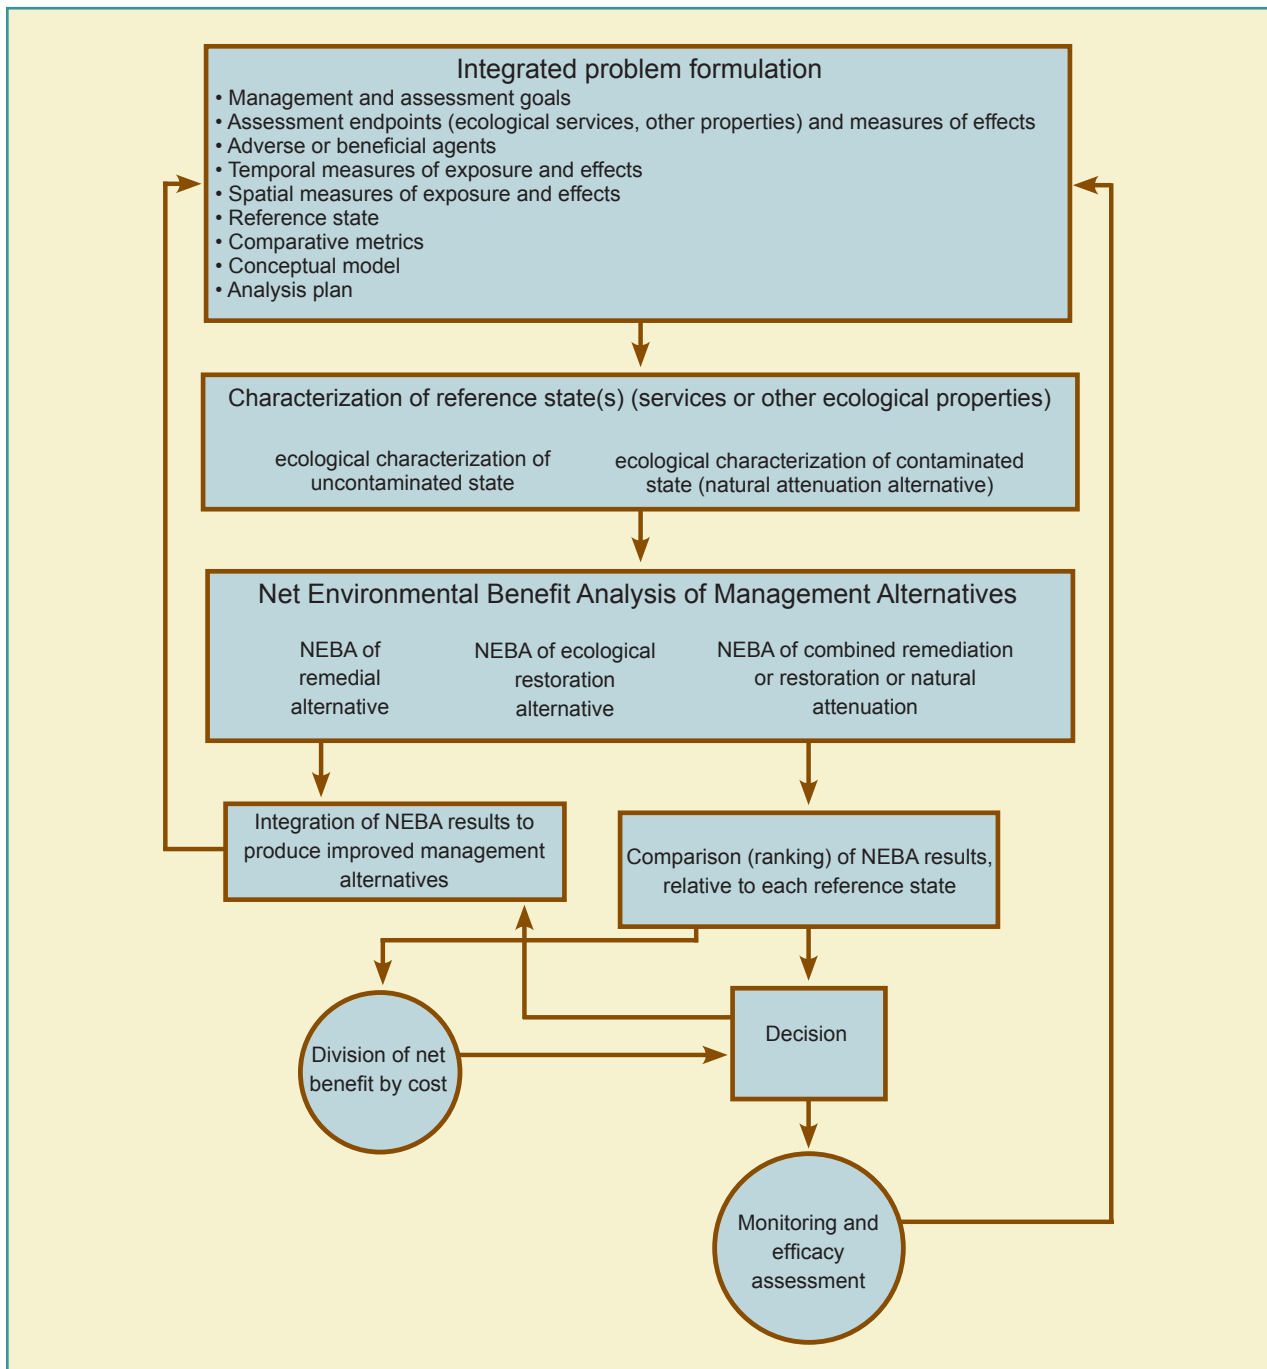 Integrated problem formulation
• Management and assessment goals
• Assessment endpoints (ecological services, other properties) and measures of effects
• Adverse or beneficial agents
• Temporal measures of exposure and effects
• Spatial measures of exposure and effects
• Reference state
• Comparative metrics
• Conceptual model
• Analysis plan
Characterization of reference state(s) (services or other ecological properties)
ecological characterization of
uncontaminated state
ecological characterization of contaminated
state (natural attenuation alternative)
Net Environmental Benefit Analysis of Management Alternatives
NEBA of
remedial
alternative
NEBA of ecological
restoration
alternative
NEBA of combined remediation
or restoration or natural
attenuation
Integration of NEBA results to
produce improved management
alternatives
Comparison (ranking) of NEBA results,
relative to each reference state
Division of net
benefit by cost
Decision
Monitoring and
efficacy
assessment